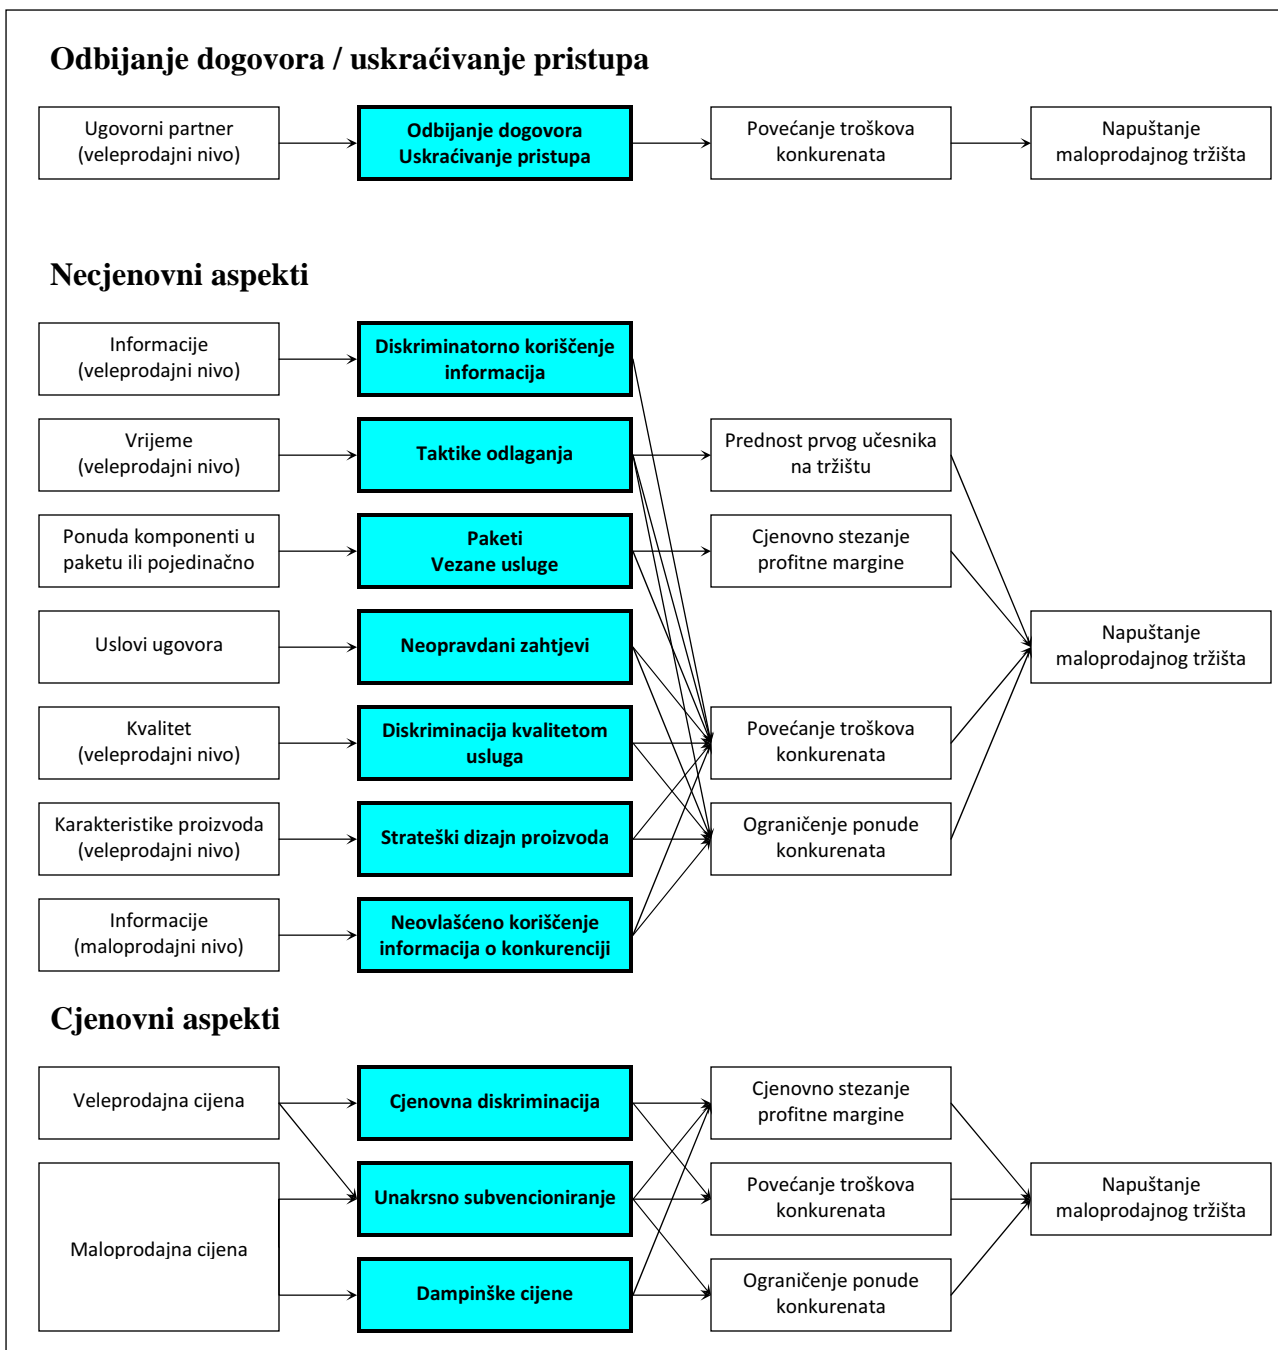 Odbijanje dogovora / uskraćivanje pristupa
Ugovorni partner
(veleprodajni nivo)
Odbijanje dogovora
Uskraćivanje pristupa
Povećanje troškova
konkurenata
Napuštanje
maloprodajnog tržišta
Necjenovni aspekti
Informacije
(veleprodajni nivo)
Diskriminatorno koriščenje
informacija
Vrijeme
(veleprodajni nivo)
Taktike odlaganja
Prednost prvog učesnika
na tržištu
Ponuda komponenti u
paketu ili pojedinačno
Paketi
Vezane usluge
Cjenovno stezanje
profitne margine
Uslovi ugovora
Neopravdani zahtjevi
Napuštanje
maloprodajnog tržišta
Kvalitet
(veleprodajni nivo)
Diskriminacija kvalitetom
usluga
Povećanje troškova
konkurenata
Karakteristike proizvoda
(veleprodajni nivo)
Strateški dizajn proizvoda
Ograničenje ponude
konkurenata
Informacije
(maloprodajni nivo)
Neovlašćeno koriščenje
informacija o konkurenciji
Cjenovni aspekti
Veleprodajna cijena
Cjenovna diskriminacija
Cjenovno stezanje
profitne margine
Maloprodajna cijena
Unakrsno subvencioniranje
Povećanje troškova
konkurenata
Napuštanje
maloprodajnog tržišta
Dampinške cijene
Ograničenje ponude
konkurenata